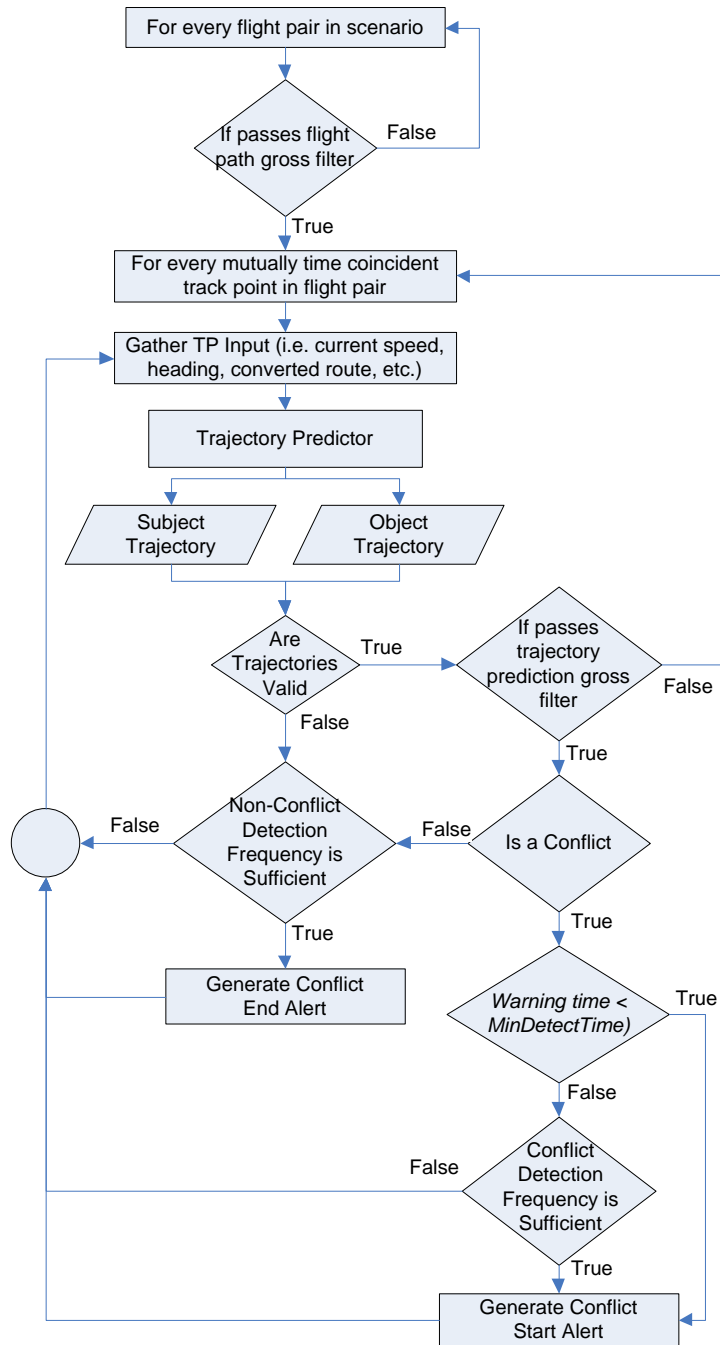 For every flight pair in scenario
If passes flight
path gross filter
False
True
For every mutually time coincident
track point in flight pair
Gather TP Input (i.e. current speed,
heading, converted route, etc.)
Trajectory Predictor
Subject
Trajectory
Object
Trajectory
Are
Trajectories
Valid
True
If passes
trajectory
prediction gross
filter
False
False
True
Non-Conflict
Detection
Frequency is
Sufficient
False
False
Is a Conflict
True
True
Generate Conflict
End Alert
Warning time <
MinDetectTime)
True
False
Conflict
Detection
Frequency is
Sufficient
False
True
Generate Conflict
Start Alert